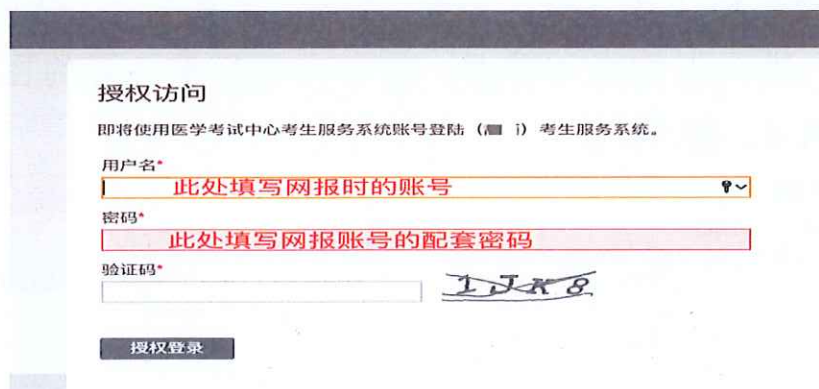 授权访问
即将使用医学考试中心考生服务系统账号登陆（ i）考生服务系统。
用户名*
此处填写网报时的账号
密码*
此处填写网报账号的配套密码
验证码*
1JK8
授权登录